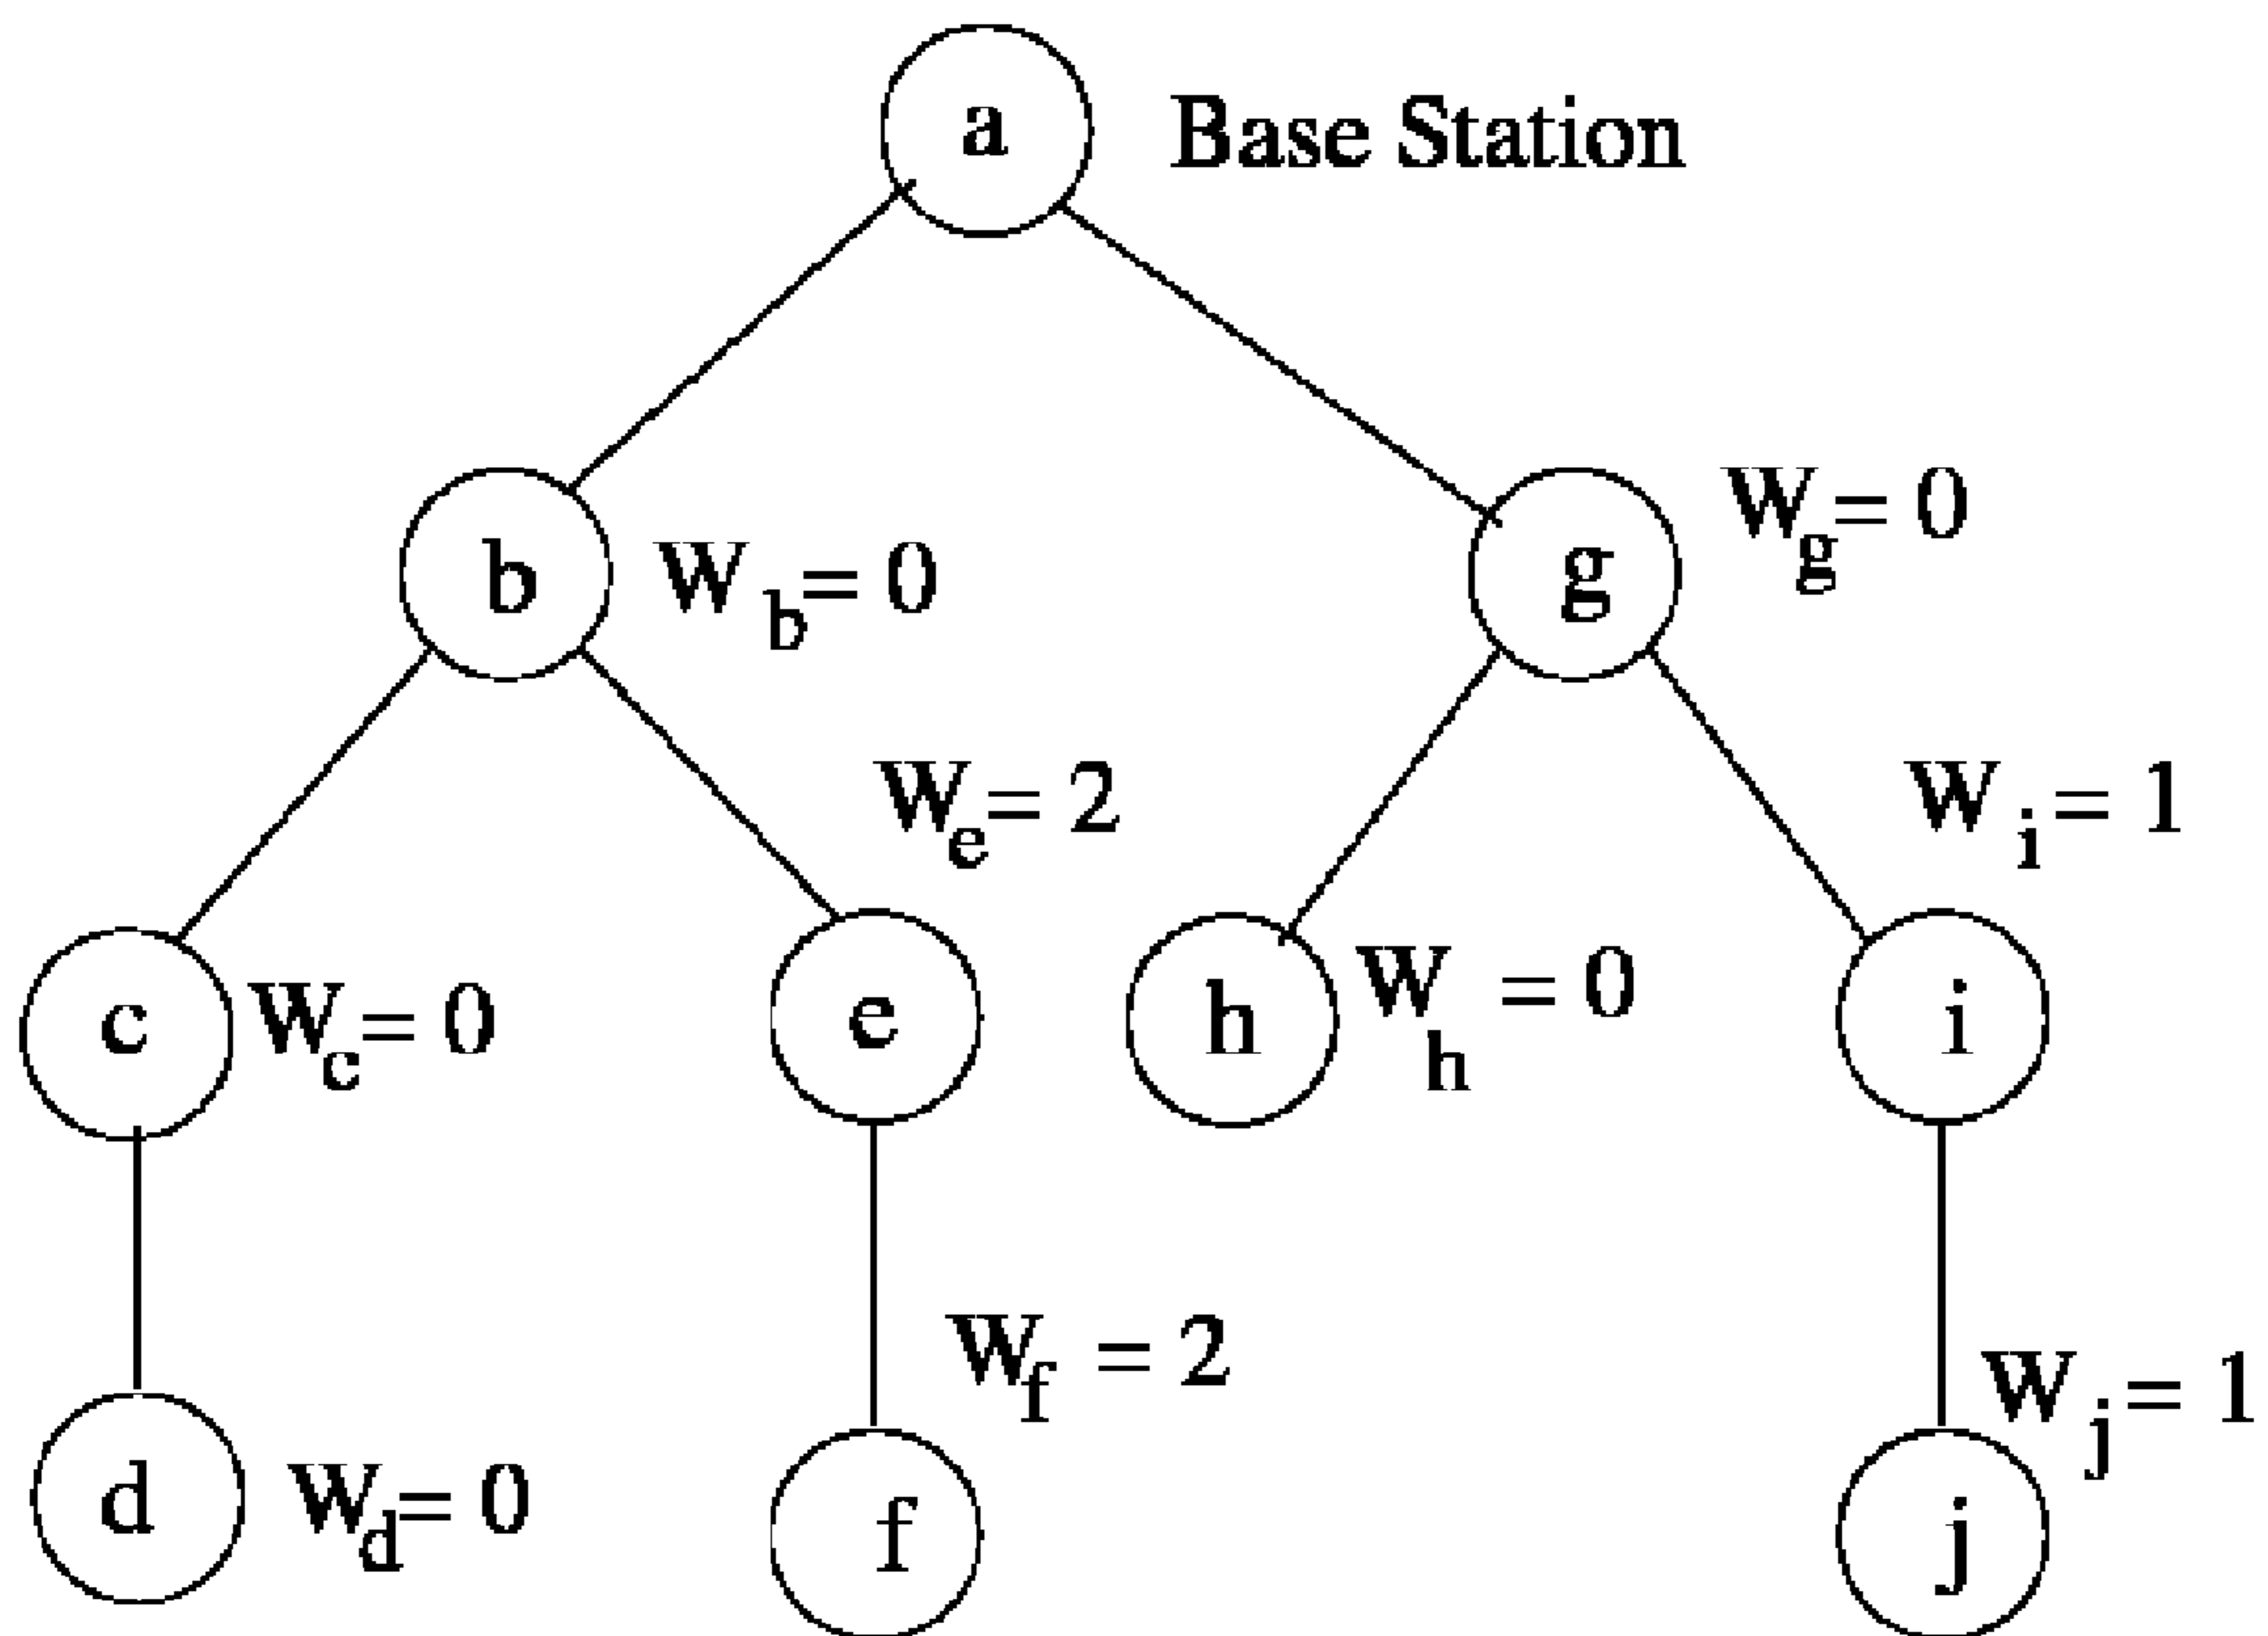 a Base Station
b W_b = 0
g W_g = 0
W_e = 2
W_i = 1
c W_c = 0
e
h W_h = 0
i
W_f = 2
W_j = 1
d W_d = 0
f
j